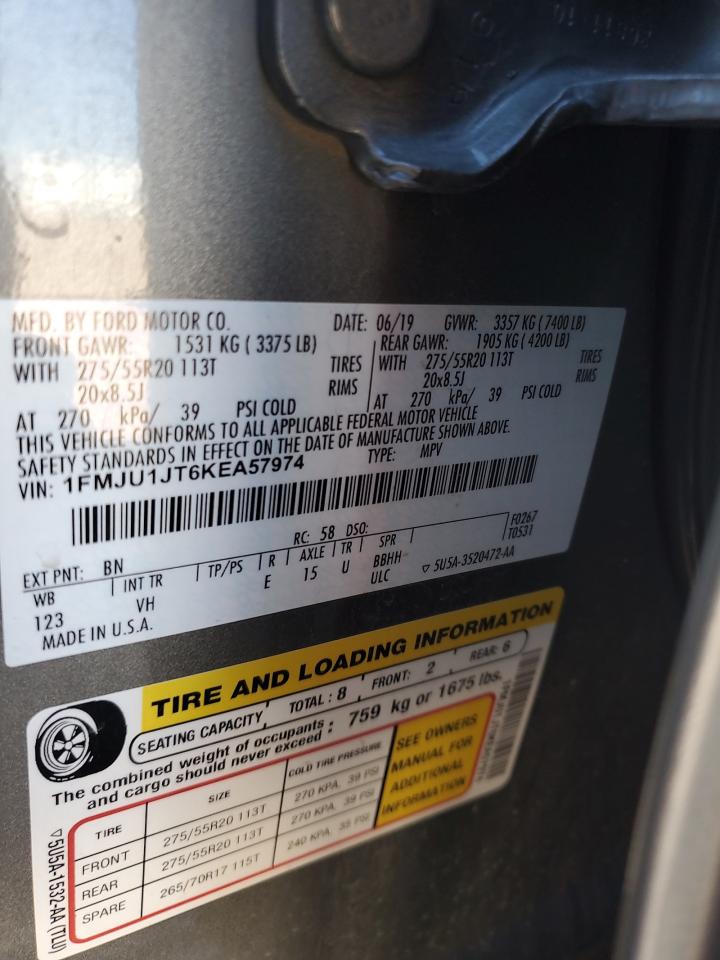 MFD. BY FORD MOTOR CO.
DATE: 06/19 GVWR: 3357 KG ( 7400 LB)
FRONT GAWR: 1531 KG ( 3375 LB)
WITH 275/55R20 113T TIRES
20x8.5J RIMS
AT 270 kPa/ 39 PSI COLD
REAR GAWR: 1905 KG ( 4200 LB)
WITH 275/55R20 113T TIRES
20x8.5J RIMS
AT 270 kPa/ 39 PSI COLD
THIS VEHICLE CONFORMS TO ALL APPLICABLE FEDERAL MOTOR VEHICLE
SAFETY STANDARDS IN EFFECT ON THE DATE OF MANUFACTURE SHOWN ABOVE.
VIN: 1FMJU1JT6KEA57974
TYPE: MPV
F0267
T0531
EXT PNT: BN RC: 58 DSO:
WB INT TR TP/PS R AXLE TR SPR
123 VH E 15 U BBHH
ULC
▽ 5U5A-3520472-AA
MADE IN U.S.A.
TIRE AND LOADING INFORMATION
SEATING CAPACITY TOTAL : 8 FRONT: 2 REAR: 6
The combined weight of occupants
and cargo should never exceed : 759 kg or 1675 lbs.
TIRE SIZE COLD TIRE PRESSURE
FRONT 275/55R20 113T 270 KPA, 39 PSI
REAR 275/55R20 113T 270 KPA, 39 PSI
SPARE 265/70R17 115T 240 KPA, 35 PSI
SEE OWNERS
MANUAL FOR
ADDITIONAL
INFORMATION
▽ 5U5A-1532-AA (TLU)